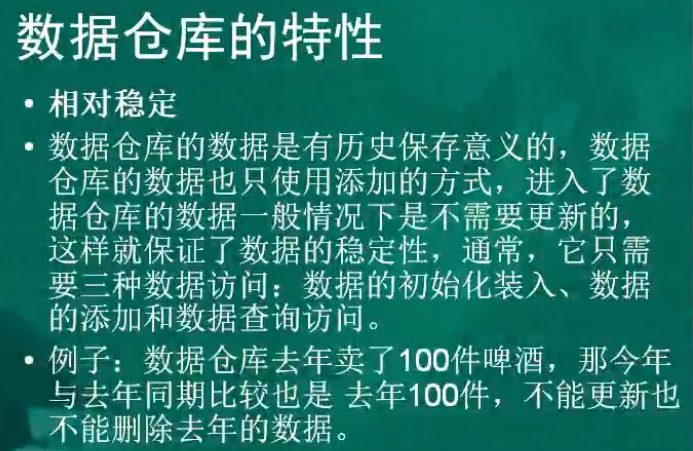 数据仓库的特性
• 相对稳定
• 数据仓库的数据是有历史保存意义的，数据
仓库的数据也只使用添加的方式，进入了数
据仓库的数据一般情况下是不需要更新的，
这样就保证了数据的稳定性，通常，它只需
要三种数据访问：数据的初始化装入、数据
的添加和数据查询访问。
• 例子：数据仓库去年卖了100件啤酒，那今年
与去年同期比较也是 去年100件，不能更新也
不能删除去年的数据。